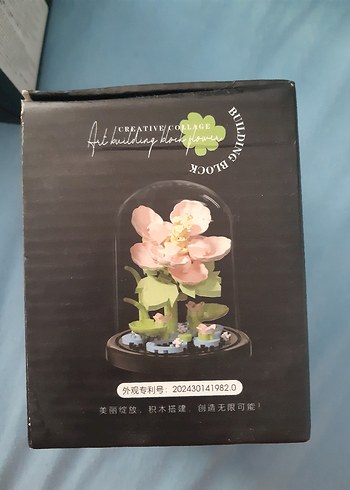 CREATIVE COLLAGE
Art building block flower
BUILDING BLOCK
外观专利号：202430141982.0
美丽绽放，积木搭建，创造无限可能！